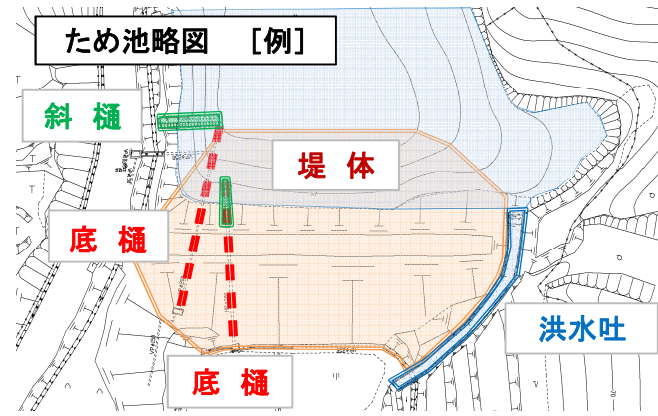 ため池略図 [例]
斜 樋
堤 体
底 樋
洪水吐
底 樋